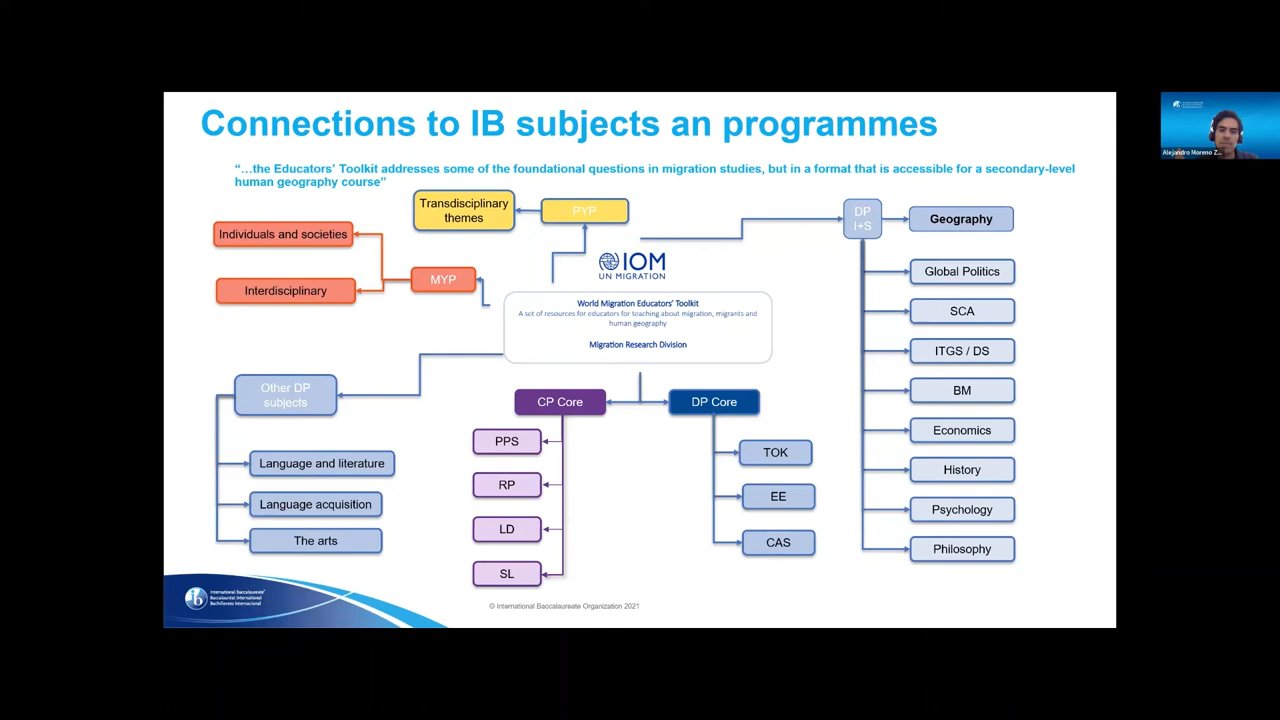 Connections to IB subjects an programmes
“…the Educators’ Toolkit addresses some of the foundational questions in migration studies, but in a format that is accessible for a secondary-level
human geography course”
Transdisciplinary
themes
PYP
DP
I+S
Geography
Individuals and societies
MYP
Interdisciplinary
IOM
UN MIGRATION
World Migration Educators’ Toolkit
A set of resources for educators for teaching about migration, migrants and
human geography
Migration Research Division
Global Politics
SCA
ITGS / DS
BM
Economics
History
Psychology
Philosophy
Other DP
subjects
Language and literature
Language acquisition
The arts
CP Core
PPS
RP
LD
SL
DP Core
TOK
EE
CAS
International Baccalaureate®
Baccalauréat International
Bachillerato Internacional
© International Baccalaureate Organization 2021
Alejandro Moreno Z...